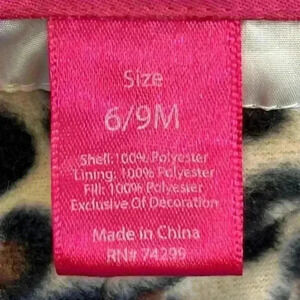 Size
6/9M
Shell: 100% Polyester
Lining: 100% Polyester
Fill: 100% Polyester
Exclusive Of Decoration
Made in China
RN# 74299